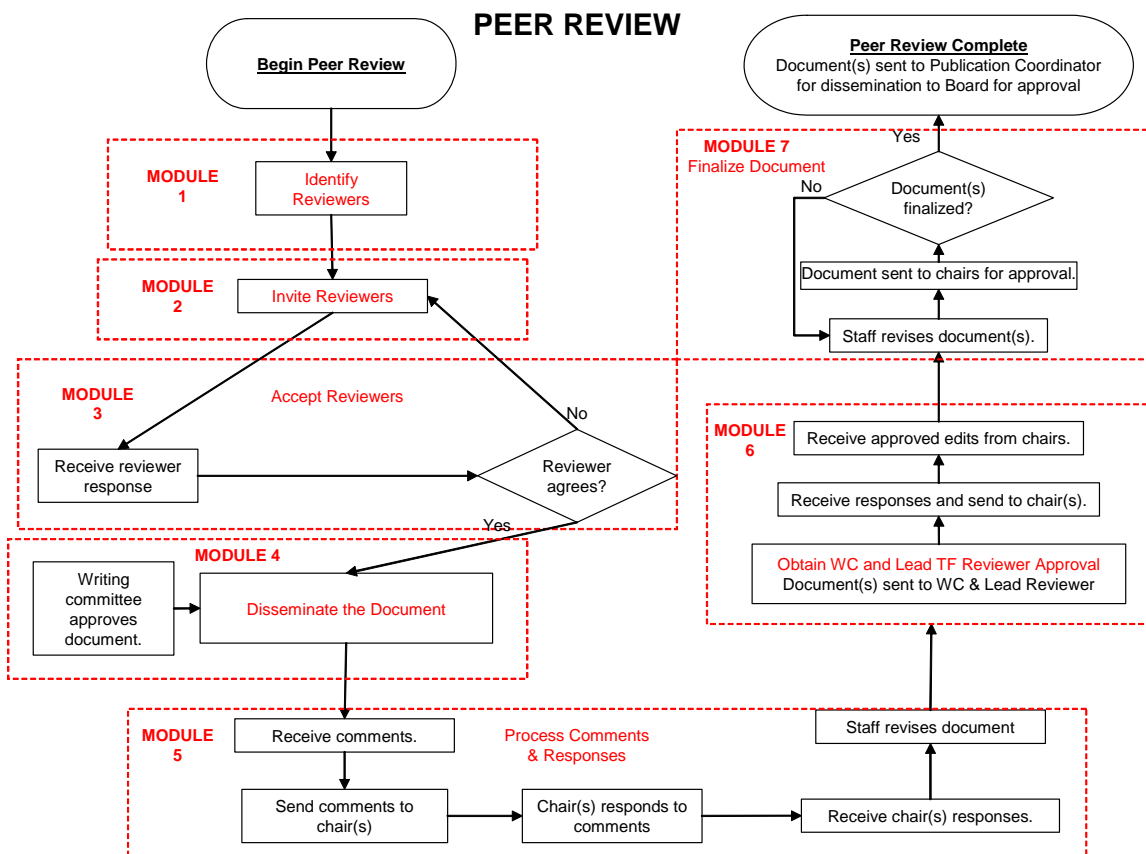 PEER REVIEW
Begin Peer Review
MODULE
1
Identify
Reviewers
MODULE
2
Invite Reviewers
MODULE
3
Accept Reviewers
Receive reviewer
response
No
Reviewer
agrees?
Yes
MODULE 4
Writing
committee
approves
document.
Disseminate the Document
MODULE
5
Receive comments.
Process Comments
& Responses
Send comments to
chair(s)
Chair(s) responds to
comments
Receive chair(s) responses.
Staff revises document
MODULE
6
Obtain WC and Lead TF Reviewer Approval
Document(s) sent to WC & Lead Reviewer
Receive responses and send to chair(s).
Receive approved edits from chairs.
MODULE 7
Finalize Document
Staff revises document(s).
Document sent to chairs for approval.
Document(s)
finalized?
No
Yes
Peer Review Complete
Document(s) sent to Publication Coordinator
for dissemination to Board for approval